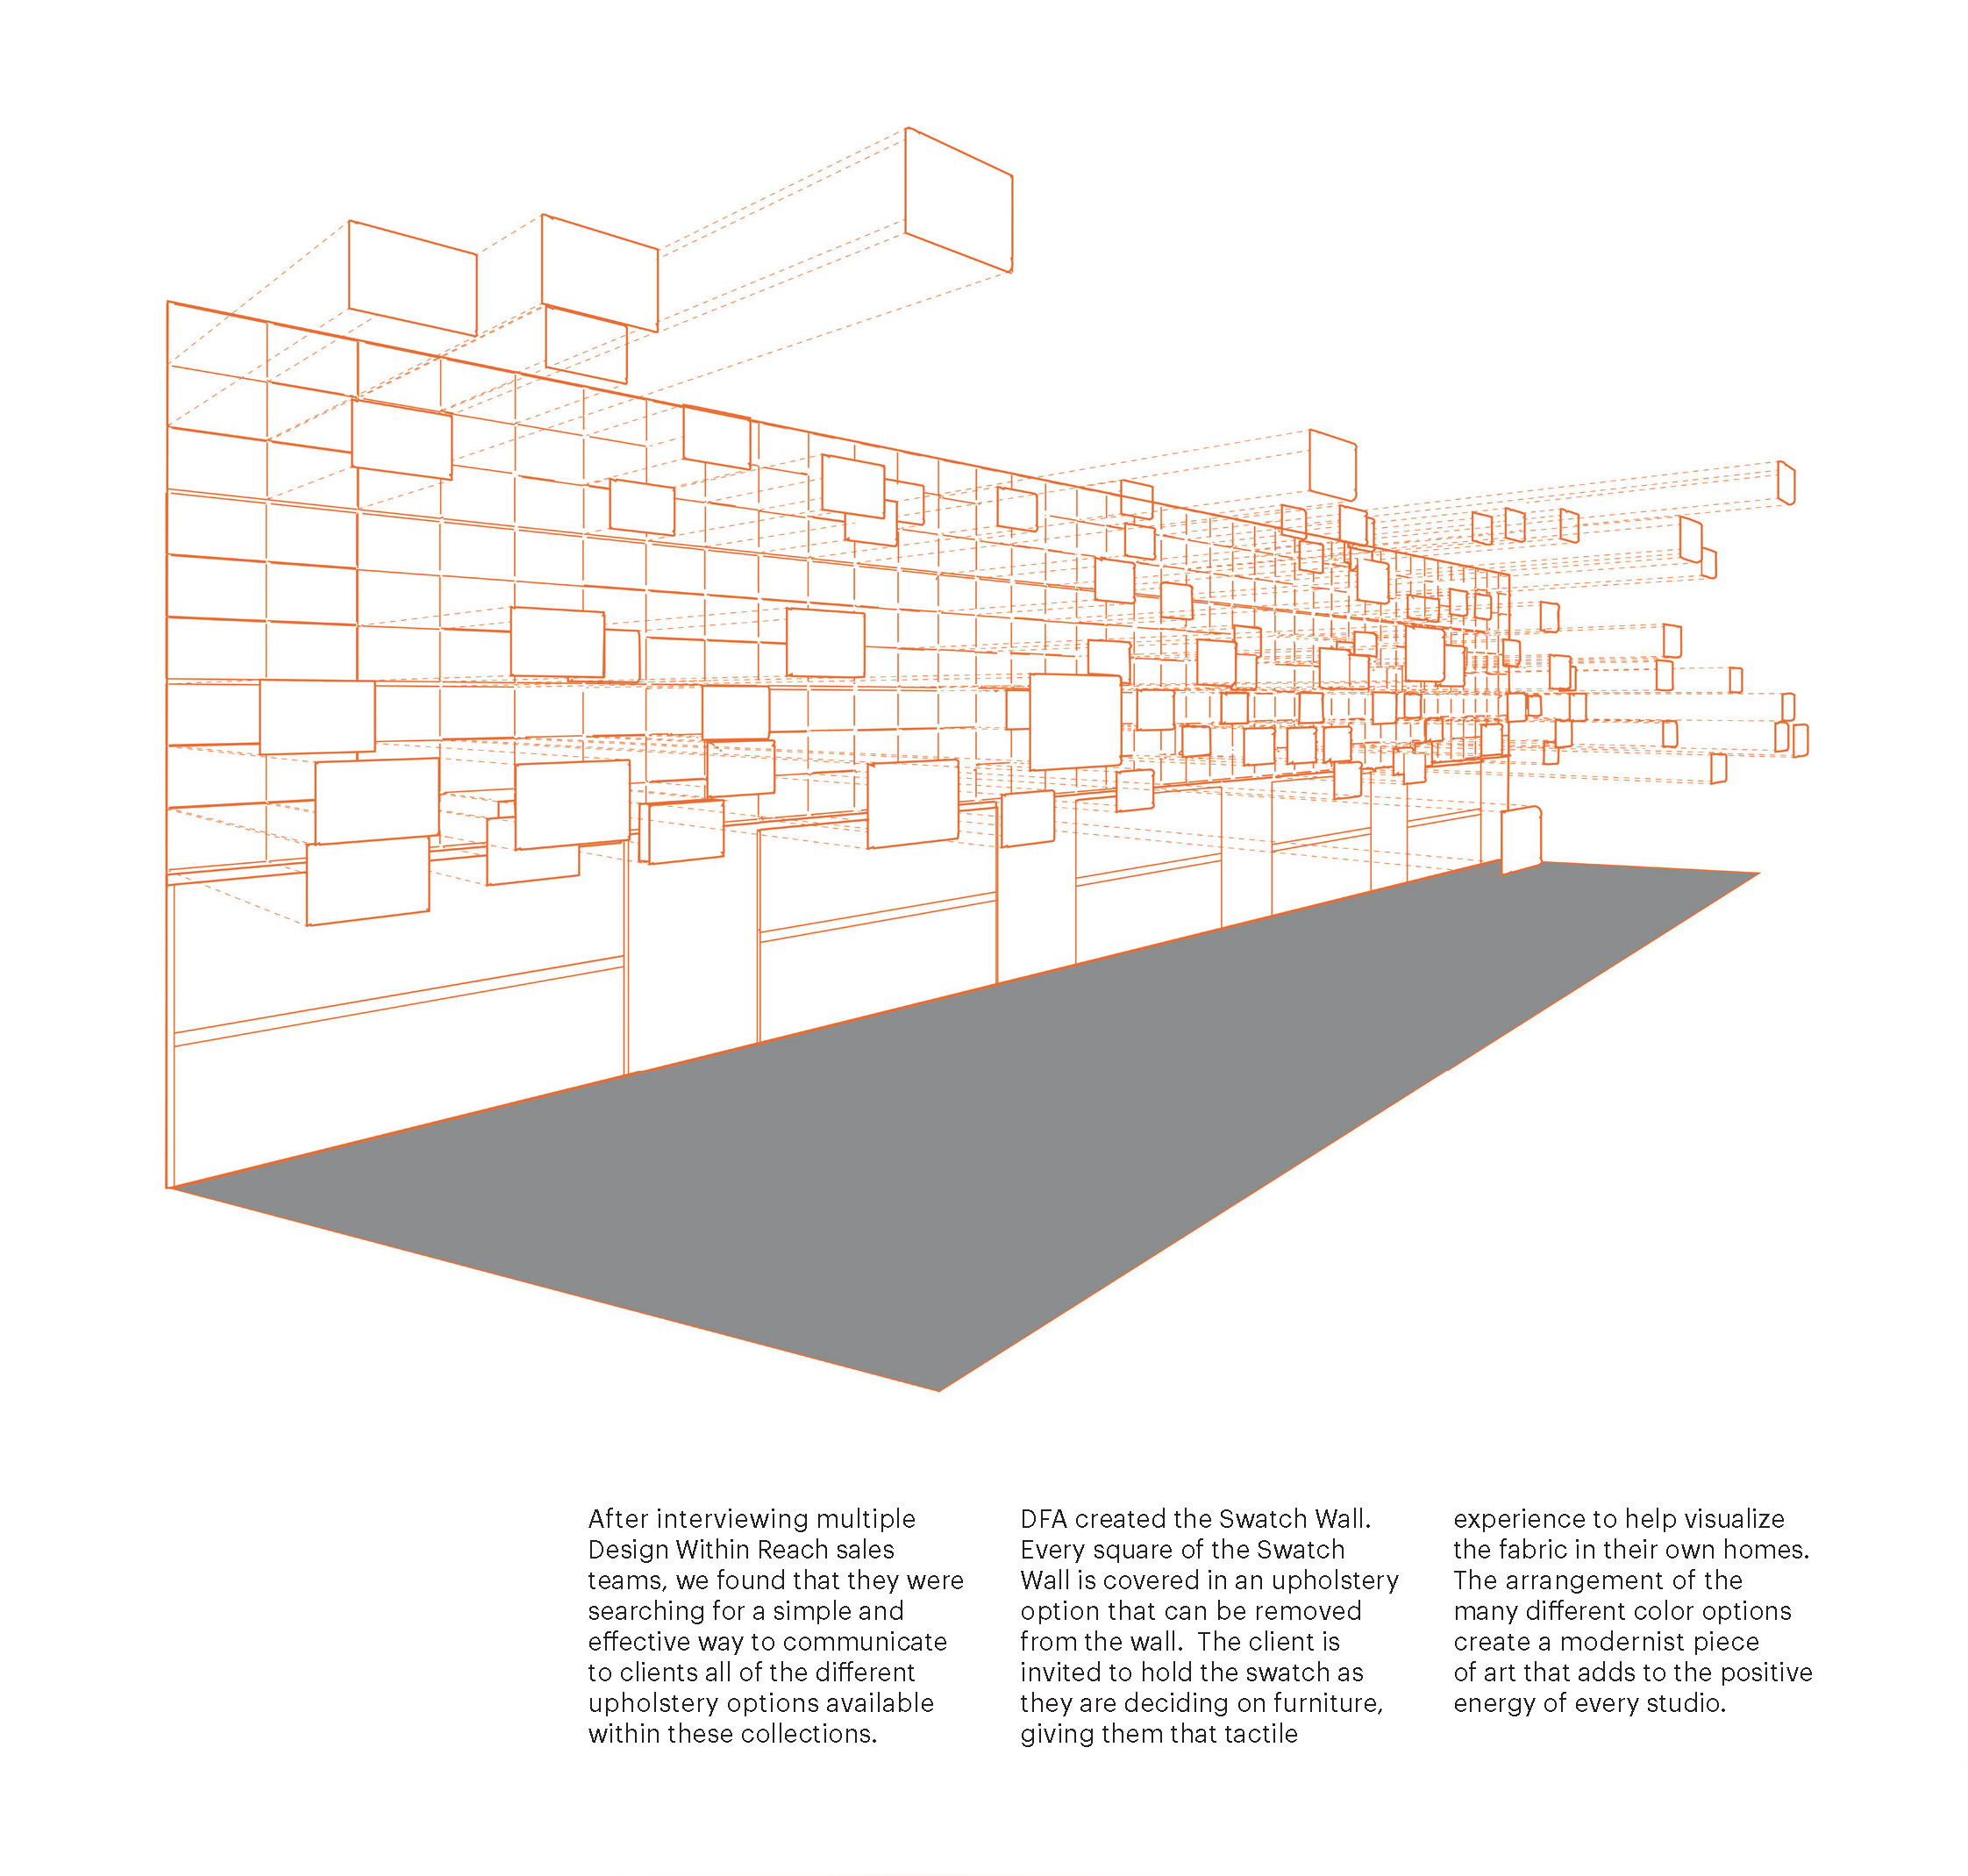 After interviewing multiple
Design Within Reach sales
teams, we found that they were
searching for a simple and
effective way to communicate
to clients all of the different
upholstery options available
within these collections.
DFA created the Swatch Wall.
Every square of the Swatch
Wall is covered in an upholstery
option that can be removed
from the wall.  The client is
invited to hold the swatch as
they are deciding on furniture,
giving them that tactile
experience to help visualize
the fabric in their own homes.
The arrangement of the
many different color options
create a modernist piece
of art that adds to the positive
energy of every studio.